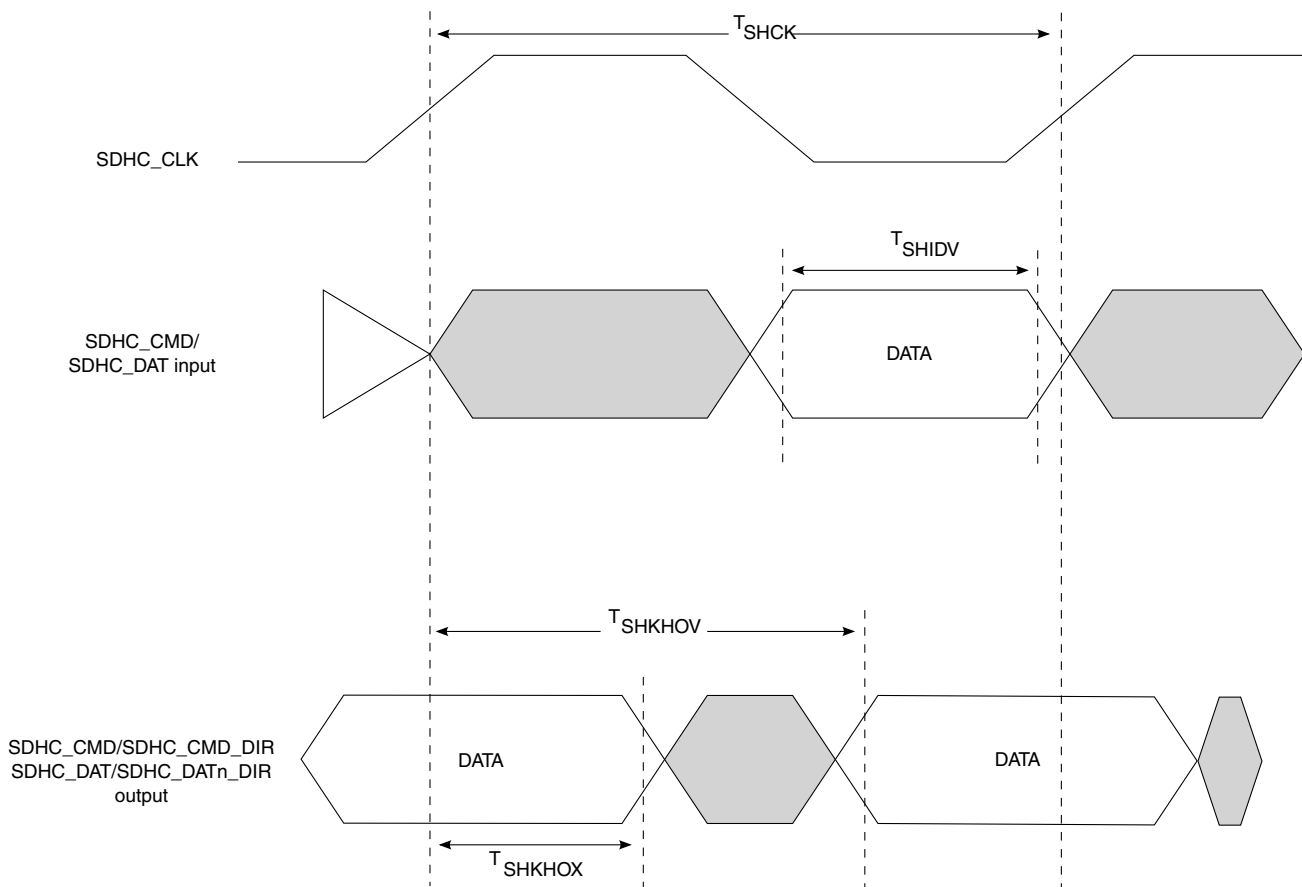 TSHCK
SDHC_CLK
TSHIDV
SDHC_CMD/
SDHC_DAT input
DATA
TSHKHOV
SDHC_CMD/SDHC_CMD_DIR
SDHC_DAT/SDHC_DATn_DIR
output
DATA
DATA
TSHKHOX